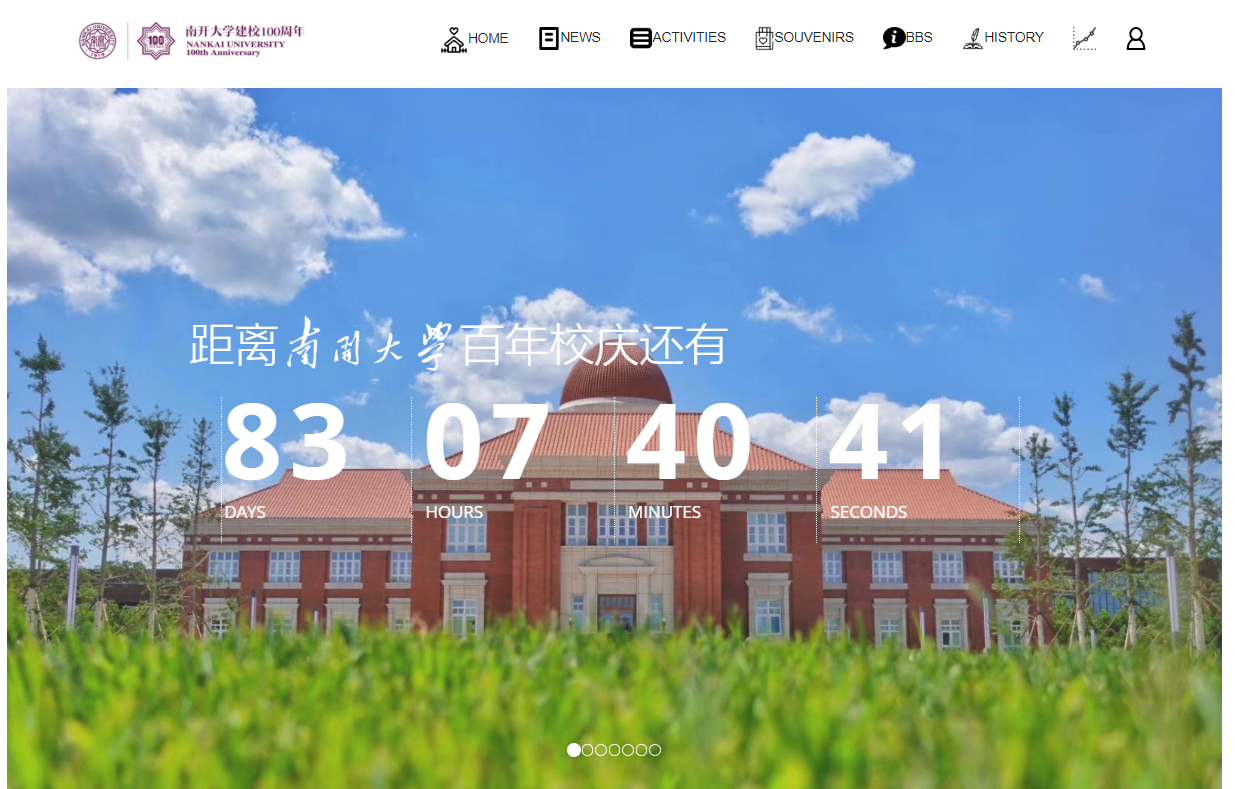 南开大学建校100周年
NANKAI UNIVERSITY
100th Anniversary
100
HOME
NEWS
ACTIVITIES
SOUVENIRS
BBS
HISTORY
距离南開大學百年校庆还有
83 07 40 41
DAYS HOURS MINUTES SECONDS